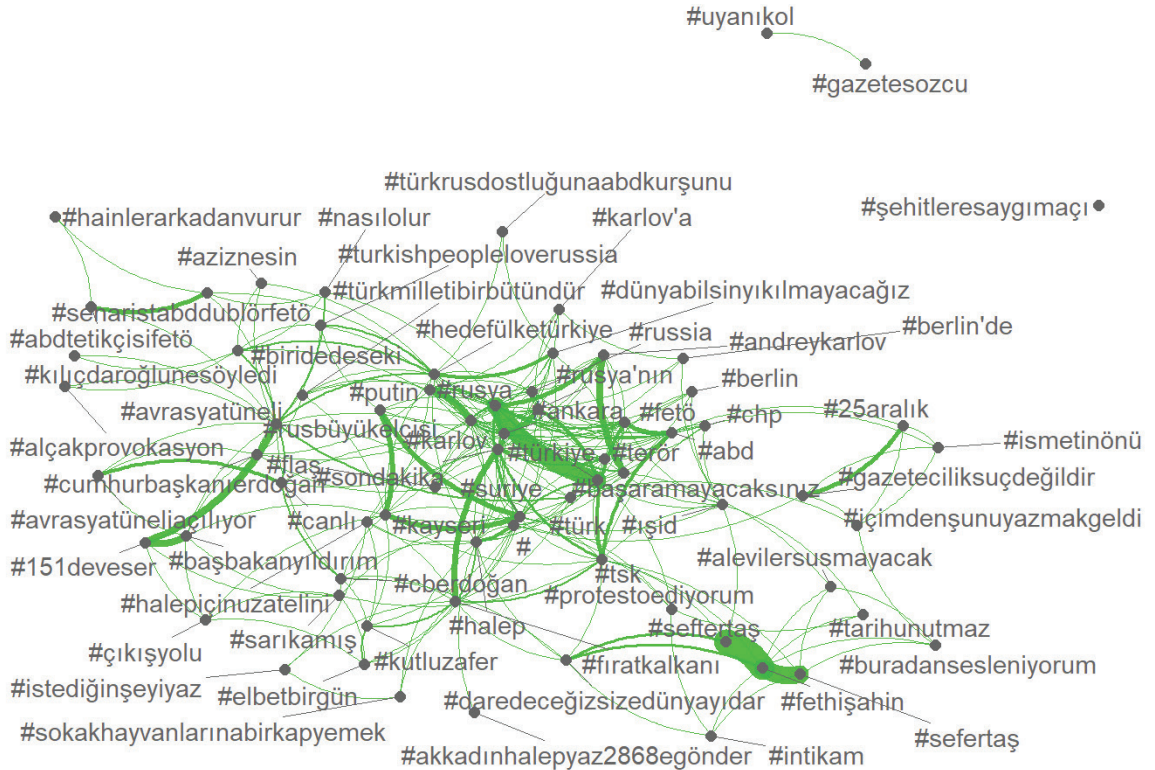 #uyanıkol
#gazetesozcu
#türkrusdostluğunaabdkurşunu
#şehitleresaygımaçı
#hainlerarkadanvurur
#nasılolur
#karlov'a
#aziznesin
#turkishpeopleloverussia
#türkmilletibirbütündür
#dünyabilsinyıkılmayacağız
#senaristabddublörfetö
#hedefülketürkiye
#russia
#berlin'de
#abdtetikçisifetö
#biridedeseki
#andreykarlov
#kılıçdaroğlunesöyledi
#putin
#rusya
#rusya'nın
#berlin
#avrasyatüneli
#rusbüyükelçisi
#ankara
#fetö
#chp
#25aralık
#alçakprovokasyon
#karlov
#türkiye
#terör
#abd
#ismetinönü
#flaş
#sondakika
#cumhurbaşkanıerdoğan
#suriye
#başaramayacaksınız
#gazeteciliksuçdeğildir
#avrasyatüneliaçılıyor
#canlı
#kayseri
#türk
#ışid
#içimdenşunuyazmakgeldi
#
#151deveser
#başbakanyıldırım
#cberdoğan
#tsk
#alevilersusmayacak
#halepiçinuzatelini
#protestoediyorum
#sarıkamış
#halep
#seftertaş
#tarihunutmaz
#çıkışyolu
#kutluzafer
#fıratkalkanı
#buradansesleniyorum
#istediğinşeyiyaz
#elbetbirgün
#daredeceğizsizedünyayıdar
#fethişahin
#sokakhayvanlarınabirkapyemek
#sefertaş
#akkadınhalepyaz2868egönder
#intikam